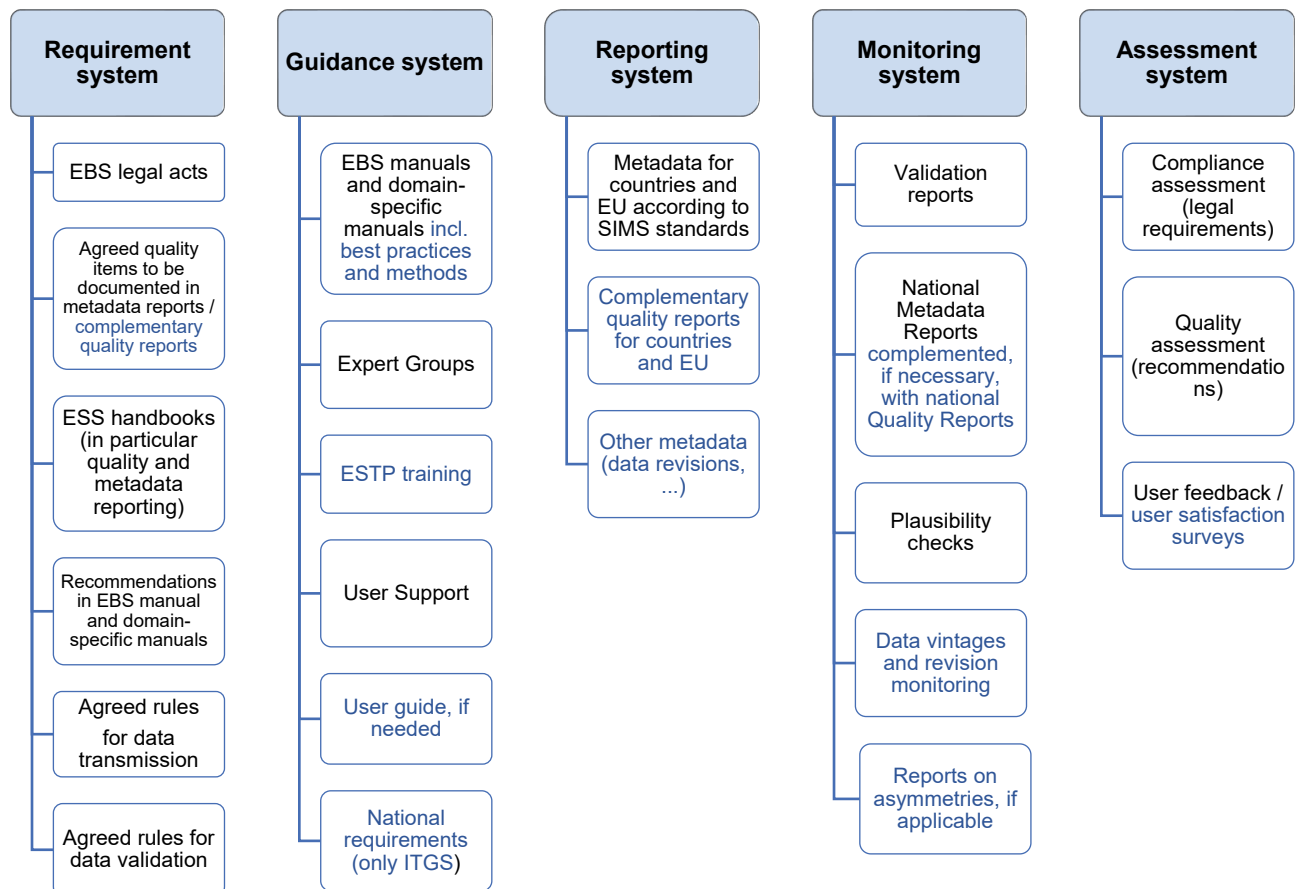 Requirement
system
EBS legal acts
Agreed quality
items to be
documented in
metadata reports /
complementary
quality reports
ESS handbooks
(in particular
quality and
metadata
reporting)
Recommendations
in EBS manual
and domain-
specific manuals
Agreed rules
for data
transmission
Agreed rules for
data validation
Guidance system
EBS manuals
and domain-
specific
manuals incl.
best practices
and methods
Expert Groups
ESTP training
User Support
User guide, if
needed
National
requirements
(only ITGS)
Reporting
system
Metadata for
countries and
EU according to
SIMS standards
Complementary
quality reports
for countries
and EU
Other metadata
(data revisions,
...)
Monitoring
system
Validation
reports
National
Metadata
Reports
complemented,
if necessary,
with national
Quality Reports
Plausibility
checks
Data vintages
and revision
monitoring
Reports on
asymmetries, if
applicable
Assessment
system
Compliance
assessment
(legal
requirements)
Quality
assessment
(recommendatio
ns)
User feedback /
user satisfaction
surveys